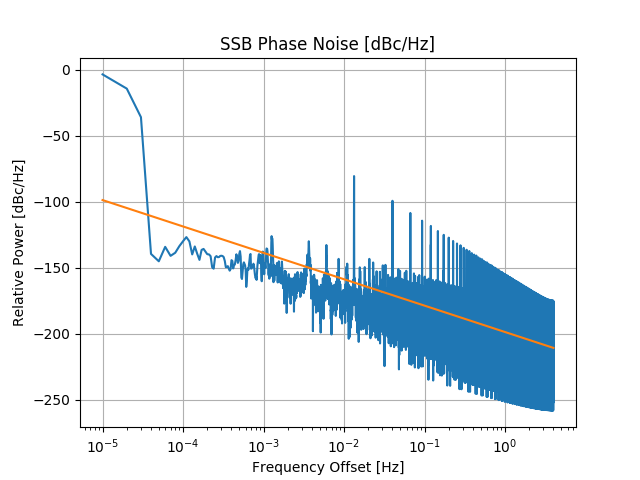 SSB Phase Noise [dBc/Hz]
Relative Power [dBc/Hz]
0
−50
−100
−150
−200
−250
10⁻⁵ 10⁻⁴ 10⁻³ 10⁻² 10⁻¹ 10⁰
Frequency Offset [Hz]